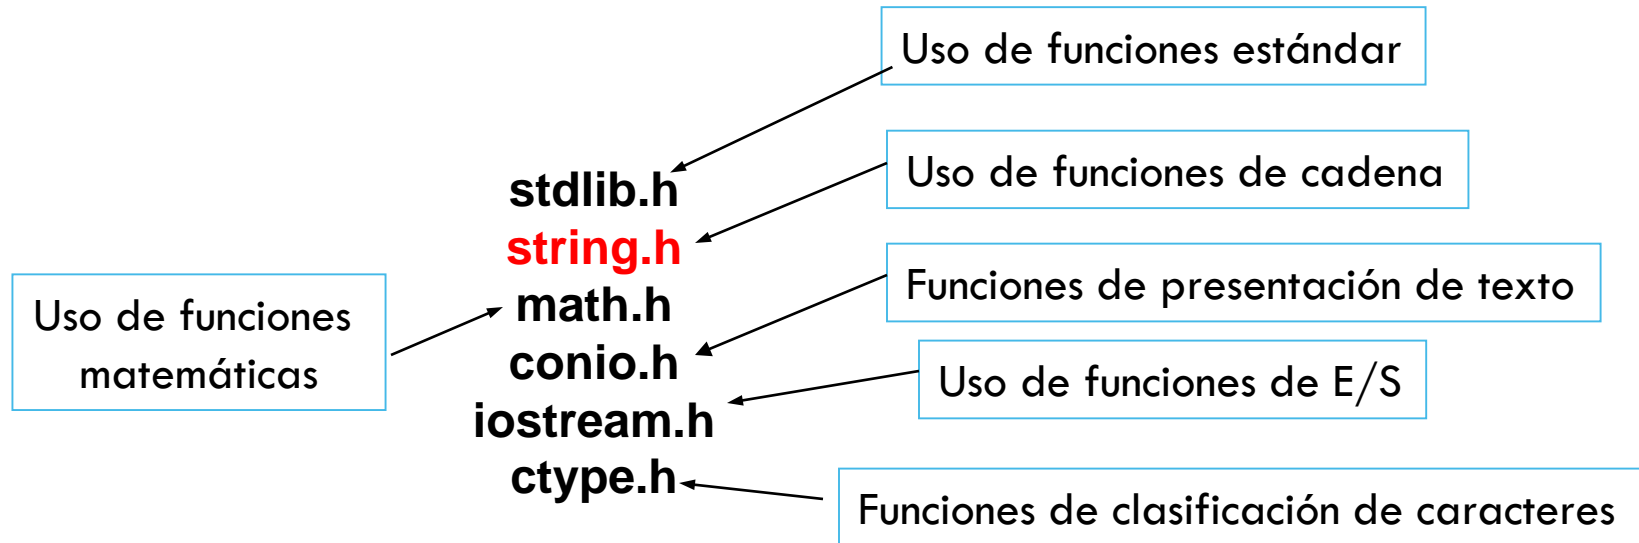 Uso de funciones estándar
Uso de funciones de cadena
stdlib.h
string.h
math.h
conio.h
iostream.h
ctype.h
Uso de funciones
matemáticas
Funciones de presentación de texto
Uso de funciones de E/S
Funciones de clasificación de caracteres